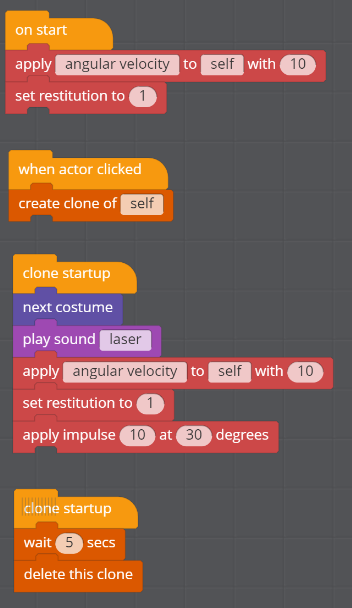 on start
apply angular velocity to self with 10
set restitution to 1
when actor clicked
create clone of self
clone startup
next costume
play sound laser
apply angular velocity to self with 10
set restitution to 1
apply impulse 10 at 30 degrees
clone startup
wait 5 secs
delete this clone